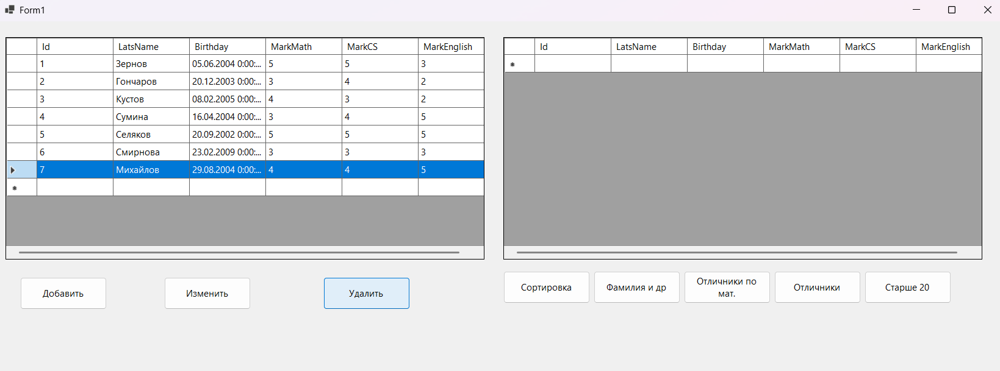 Form1
Id LatsName Birthday MarkMath MarkCS MarkEnglish
1 Зернов 05.06.2004 0:00:... 5 5 3
2 Гончаров 20.12.2003 0:00:... 3 4 2
3 Кустов 08.02.2005 0:00:... 4 3 2
4 Сумина 16.04.2004 0:00:... 3 4 5
5 Селяков 20.09.2002 0:00:... 5 5 5
6 Смирнова 23.02.2009 0:00:... 3 3 3
7 Михайлов 29.08.2004 0:00:... 4 4 5
Добавить Изменить Удалить
Id LatsName Birthday MarkMath MarkCS MarkEnglish
Сортировка Фамилия и др Отличники по
мат. Отличники Старше 20